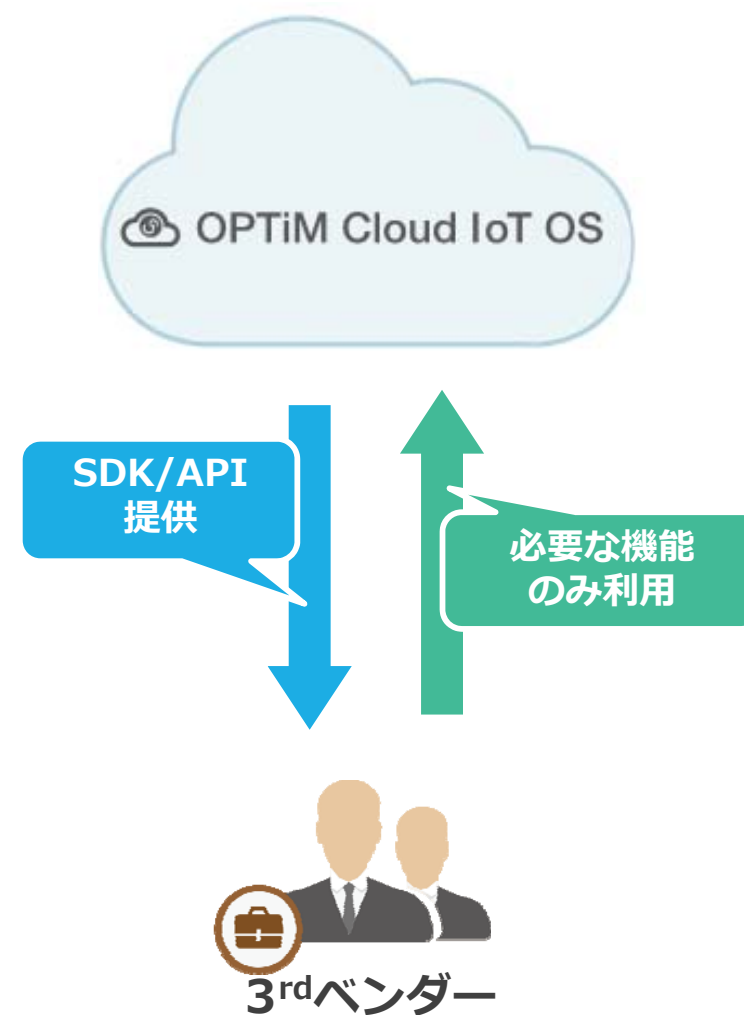 OPTiM Cloud IoT OS
SDK/API
提供
必要な機能
のみ利用
3rdベンダー